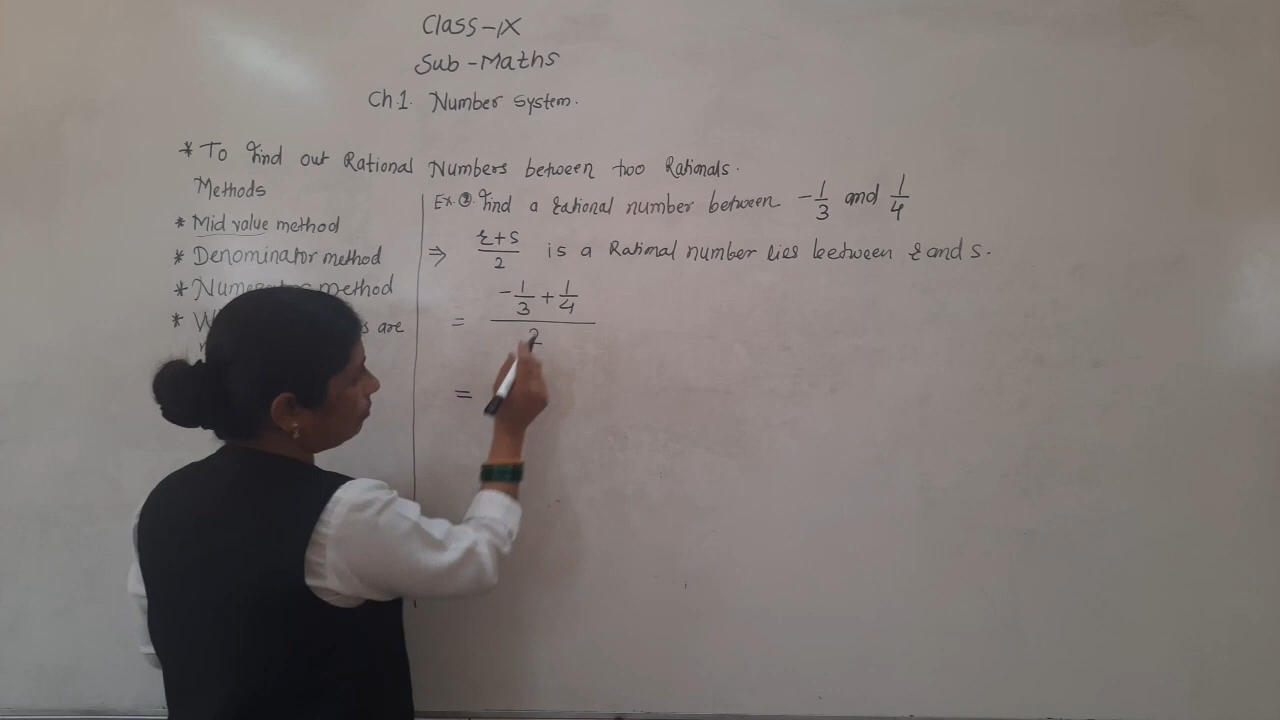 Class-IX
Sub-Maths
Ch.1. Number System.
* To find out Rational Numbers between two Rationals.
Methods
* Mid value method
* Denominator method
* method
* are
Ex. ② Find a rational number between -1/3 and 1/4
⇒ r+s/2 is a Rational number lies between r and s.
= (-1/3 + 1/4)/2
=